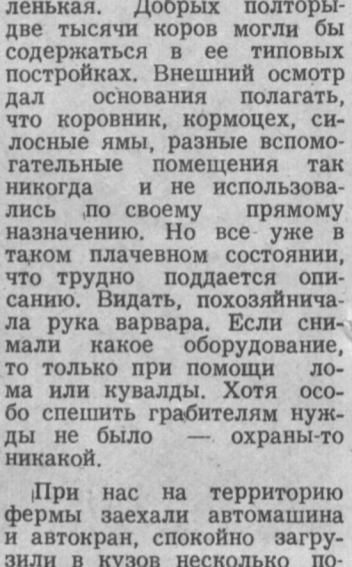 ленькая. Добрых полторы-
две тысячи коров могли бы
содержаться в ее типовых
постройках. Внешний осмотр
дал основания полагать,
что коровник, кормоцех, си-
лосные ямы, разные вспомо-
гательные помещения так
никогда и не использова-
лись по своему прямому
назначению. Но все уже в
таком плачевном состоянии,
что трудно поддается опи-
санию. Видать, похозяйнича-
ла рука варвара. Если сни-
мали какое оборудование,
то только при помощи ло-
ма или кувалды. Хотя осо-
бо спешить грабителям нуж-
ды не было — охраны-то
никакой.
При нас на территорию
фермы заехали автомашина
и автокран, спокойно загру-
зили в кузов несколько по-